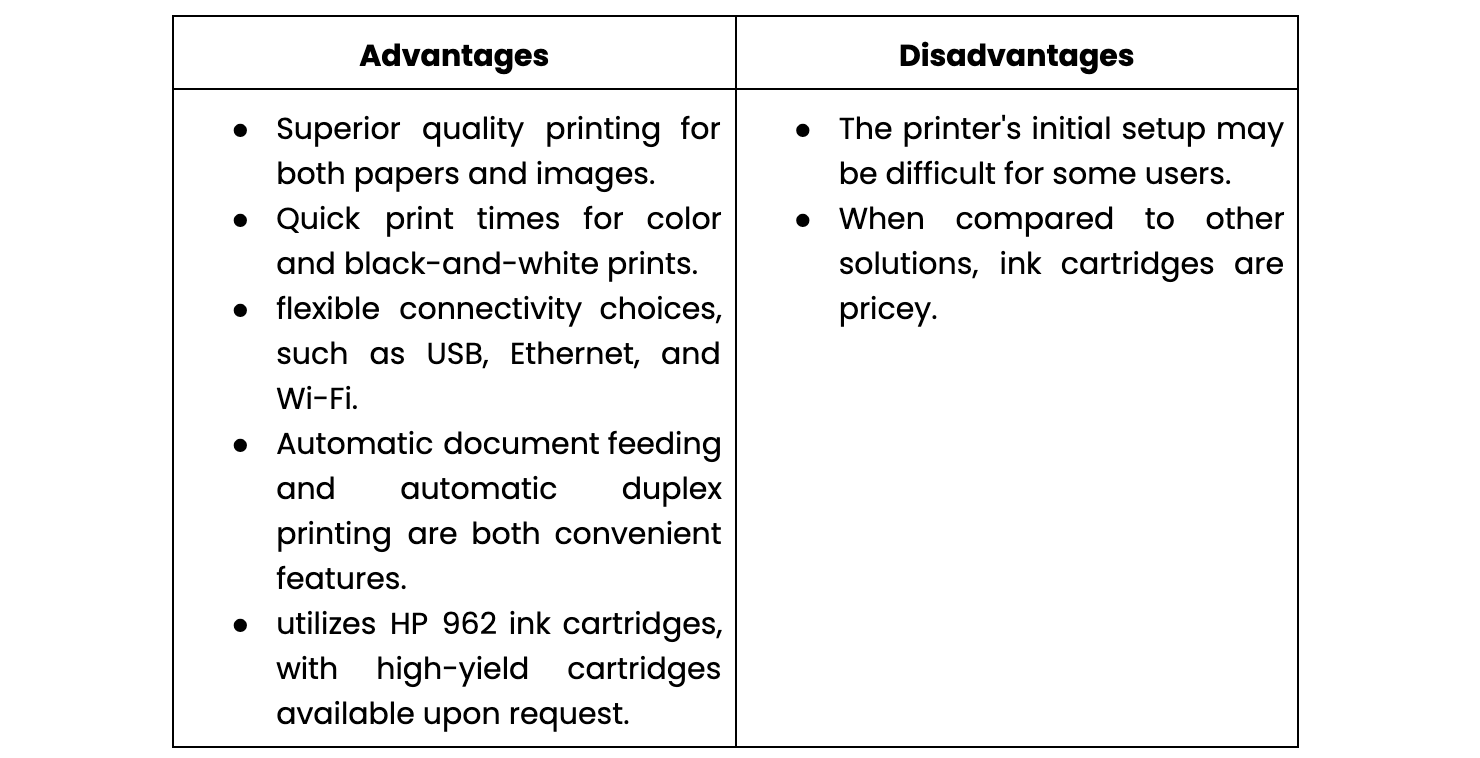 Advantages
Disadvantages
● Superior quality printing for
both papers and images.
● Quick print times for color
and black-and-white prints.
● flexible connectivity choices,
such as USB, Ethernet, and
Wi-Fi.
● Automatic document feeding
and automatic duplex
printing are both convenient
features.
● utilizes HP 962 ink cartridges,
with high-yield cartridges
available upon request.
● The printer's initial setup may
be difficult for some users.
● When compared to other
solutions, ink cartridges are
pricey.